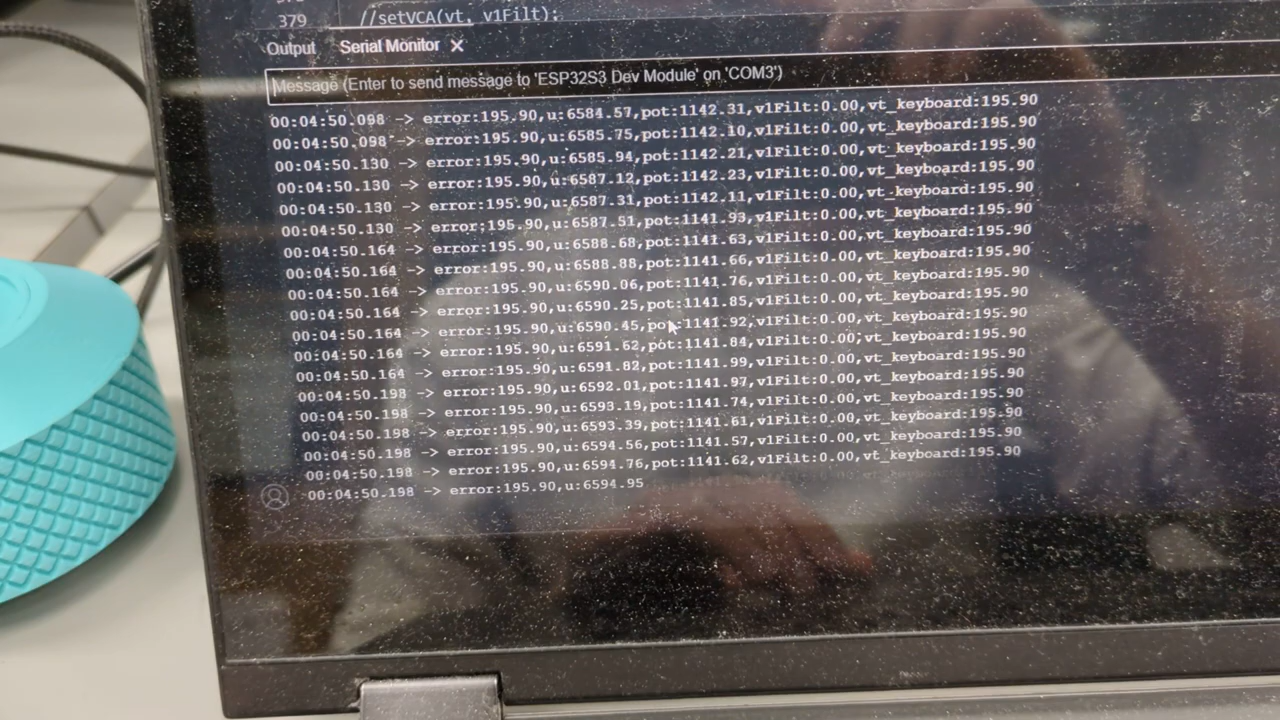 379 //setVCA(vt, v1Filt);
Output Serial Monitor ×
Message (Enter to send message to 'ESP32S3 Dev Module' on 'COM3')
00:04:50.098 -> error:195.90,u:6584.57,pot:1142.31,v1Filt:0.00,vt_keyboard:195.90
00:04:50.098 -> error:195.90,u:6585.75,pot:1142.10,v1Filt:0.00,vt_keyboard:195.90
00:04:50.130 -> error:195.90,u:6585.94,pot:1142.21,v1Filt:0.00,vt_keyboard:195.90
00:04:50.130 -> error:195.90,u:6587.12,pot:1142.23,v1Filt:0.00,vt_keyboard:195.90
00:04:50.130 -> error:195.90,u:6587.31,pot:1142.11,v1Filt:0.00,vt_keyboard:195.90
00:04:50.164 -> error:195.90,u:6587.51,pot:1141.93,v1Filt:0.00,vt_keyboard:195.90
00:04:50.164 -> error:195.90,u:6588.68,pot:1141.63,v1Filt:0.00,vt_keyboard:195.90
00:04:50.164 -> error:195.90,u:6588.88,pot:1141.66,v1Filt:0.00,vt_keyboard:195.90
00:04:50.164 -> error:195.90,u:6590.06,pot:1141.76,v1Filt:0.00,vt_keyboard:195.90
00:04:50.164 -> error:195.90,u:6590.25,pot:1141.85,v1Filt:0.00,vt_keyboard:195.90
00:04:50.164 -> error:195.90,u:6590.45,pot:1141.92,v1Filt:0.00,vt_keyboard:195.90
00:04:50.164 -> error:195.90,u:6591.62,pot:1141.84,v1Filt:0.00,vt_keyboard:195.90
00:04:50.164 -> error:195.90,u:6591.82,pot:1141.99,v1Filt:0.00,vt_keyboard:195.90
00:04:50.198 -> error:195.90,u:6592.01,pot:1141.97,v1Filt:0.00,vt_keyboard:195.90
00:04:50.198 -> error:195.90,u:6593.19,pot:1141.74,v1Filt:0.00,vt_keyboard:195.90
00:04:50.198 -> error:195.90,u:6593.39,pot:1141.61,v1Filt:0.00,vt_keyboard:195.90
00:04:50.198 -> error:195.90,u:6594.56,pot:1141.57,v1Filt:0.00,vt_keyboard:195.90
00:04:50.198 -> error:195.90,u:6594.76,pot:1141.62,v1Filt:0.00,vt_keyboard:195.90
00:04:50.198 -> error:195.90,u:6594.95